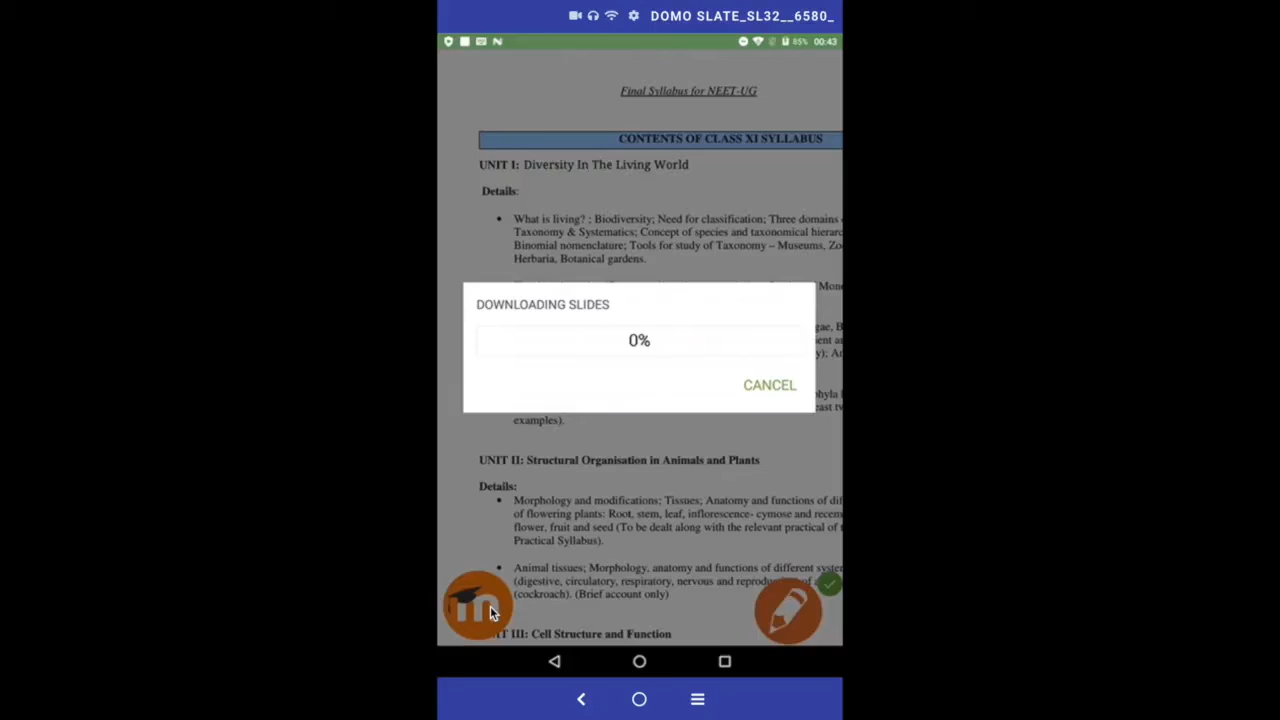 DOMO SLATE_SL32__6580_
85% 00:43
Final Syllabus for NEET-UG
CONTENTS OF CLASS XI SYLLABUS
UNIT I: Diversity In The Living World
Details:
What is living? ; Biodiversity; Need for classification; Three domains
Taxonomy & Systematics; Concept of species and taxonomical
Binomial nomenclature; Tools for study of Taxonomy – Museums,
Herbaria, Botanical gardens.
DOWNLOADING SLIDES
0%
CANCEL
examples).
UNIT II: Structural Organisation in Animals and Plants
Details:
Morphology and modifications; Tissues; Anatomy and functions of
of flowering plants: Root, stem, leaf, inflorescence- cymose and
flower, fruit and seed (To be dealt along with the relevant practical of
Practical Syllabus).
Animal tissues; Morphology, anatomy and functions of different
(digestive, circulatory, respiratory, nervous and
(cockroach). (Brief account only)
III: Cell Structure and Function